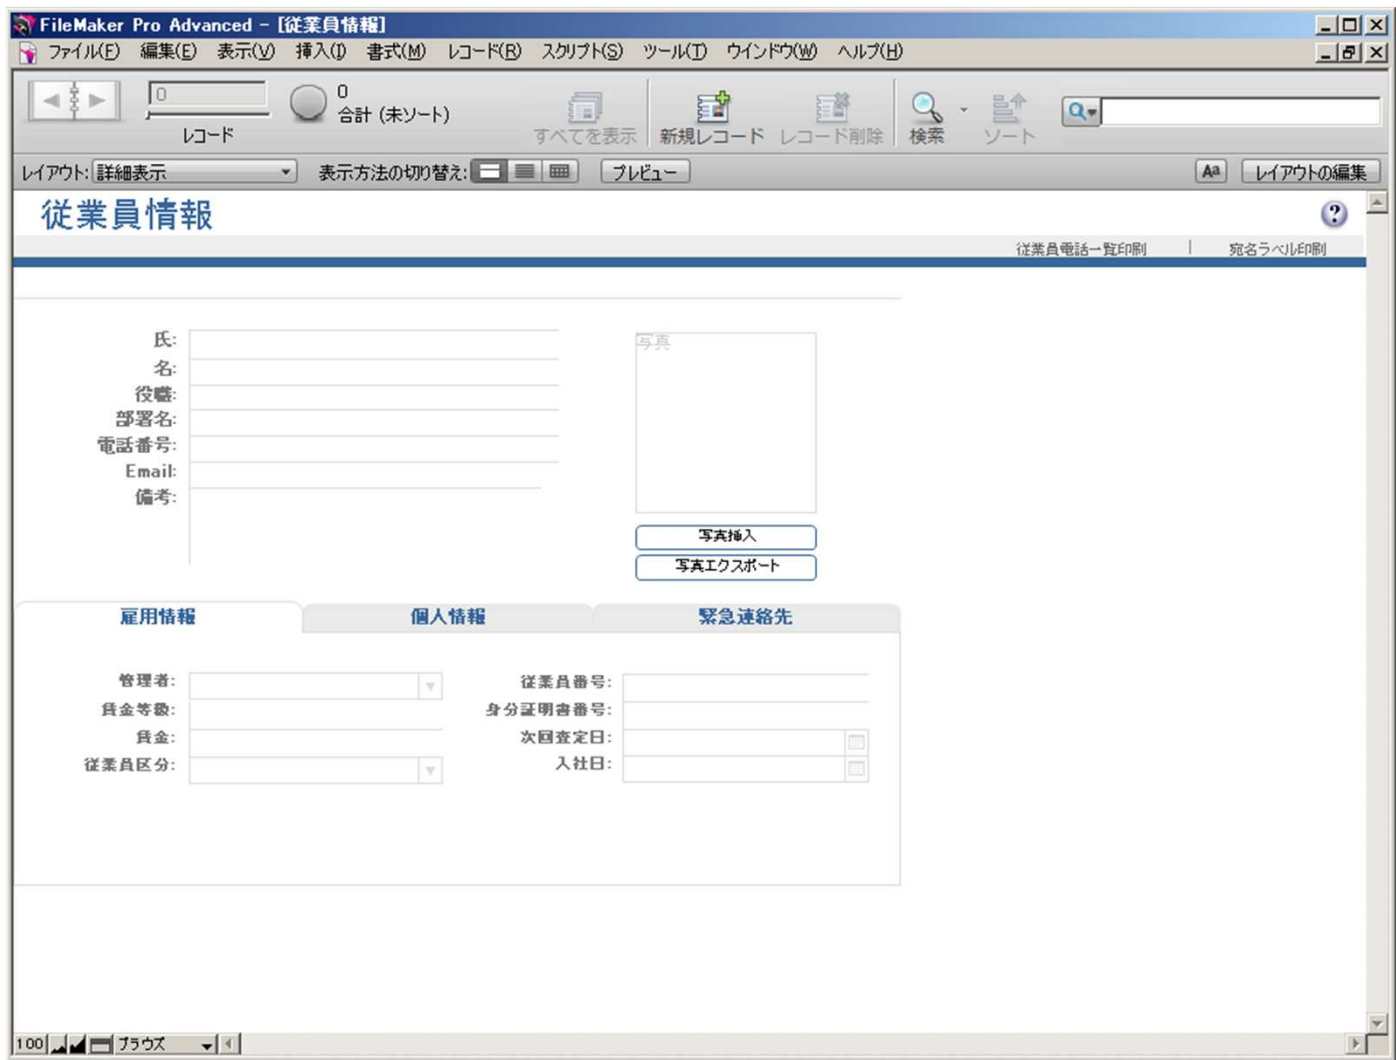 FileMaker Pro Advanced - [従業員情報]
ファイル(F) 編集(E) 表示(V) 挿入(I) 書式(M) レコード(R) スクリプト(S) ツール(T) ウインドウ(W) ヘルプ(H)
0 0
合計 (未ソート)
レコード すべてを表示 新規レコード レコード削除 検索 ソート
レイアウト: 詳細表示 表示方法の切り替え: プレビュー Aa レイアウトの編集
従業員情報 ?
従業員電話一覧印刷 | 宛名ラベル印刷
氏:
名:
役職:
部署名:
電話番号:
Email:
備考:
写真
写真挿入
写真エクスポート
雇用情報 個人情報 緊急連絡先
管理者: 従業員番号:
賃金等級: 身分証明書番号:
賃金: 次回査定日:
従業員区分: 入社日:
100 ブラウズ